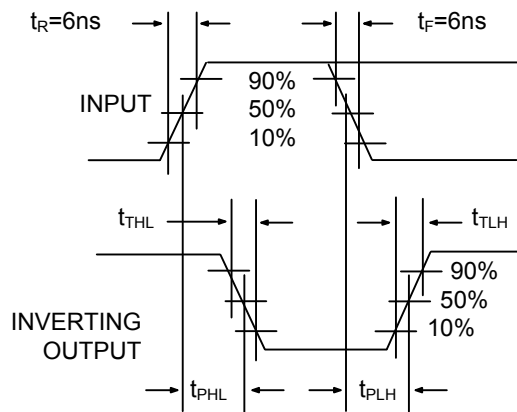 tR=6ns
tF=6ns
INPUT
90%
50%
10%
tTHL
tTLH
INVERTING
OUTPUT
90%
50%
10%
tPHL
tPLH